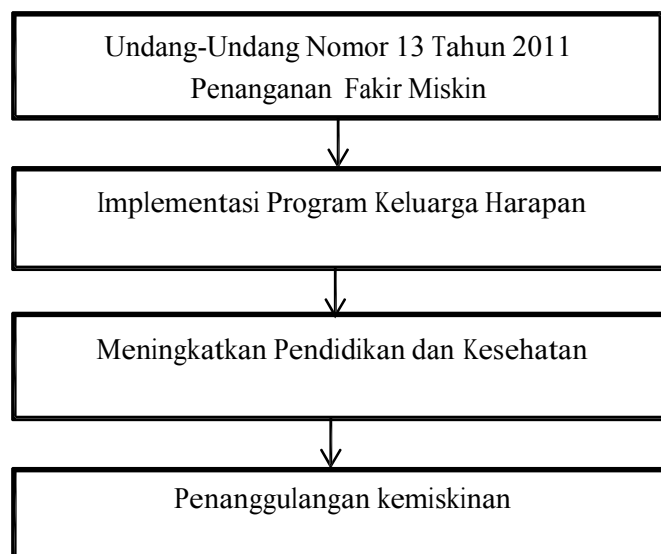 Undang-Undang Nomor 13 Tahun 2011
Penanganan Fakir Miskin
Implementasi Program Keluarga Harapan
Meningkatkan Pendidikan dan Kesehatan
Penanggulangan kemiskinan